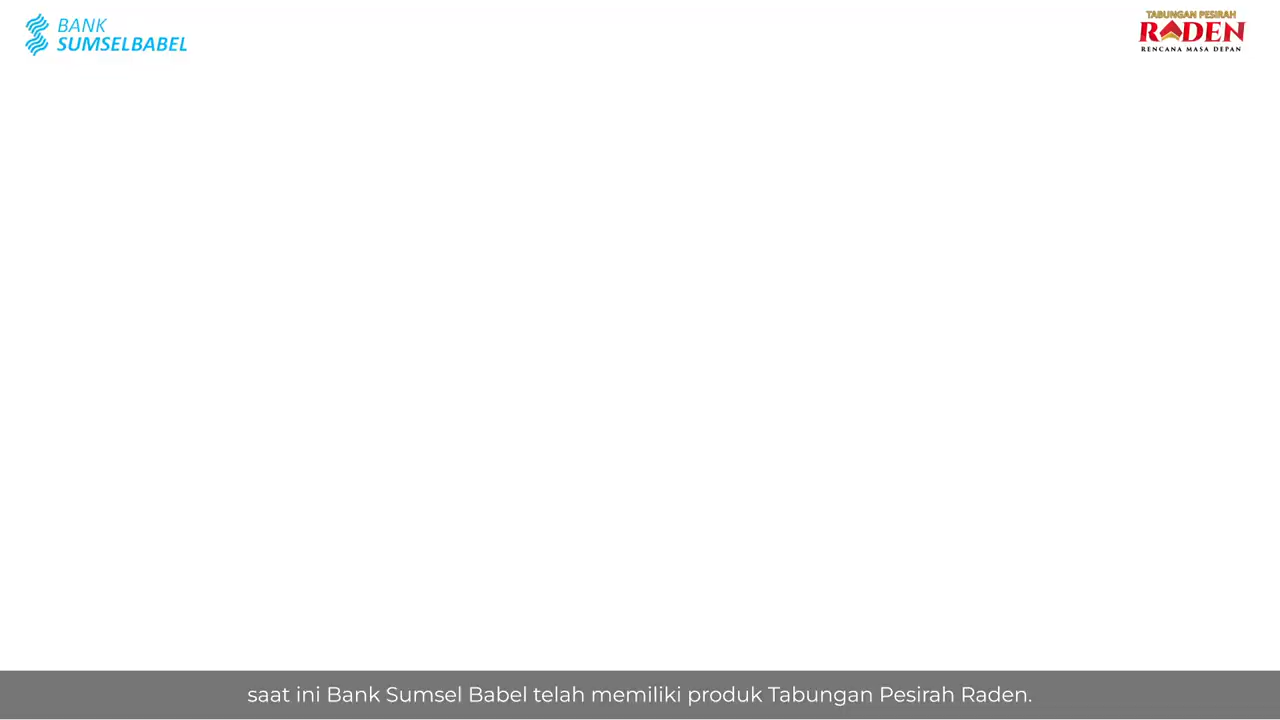 BANK
SUMSELBABEL
TABUNGAN PESIRAH
RADEN
RENCANA MASA DEPAN
saat ini Bank Sumsel Babel telah memiliki produk Tabungan Pesirah Raden.